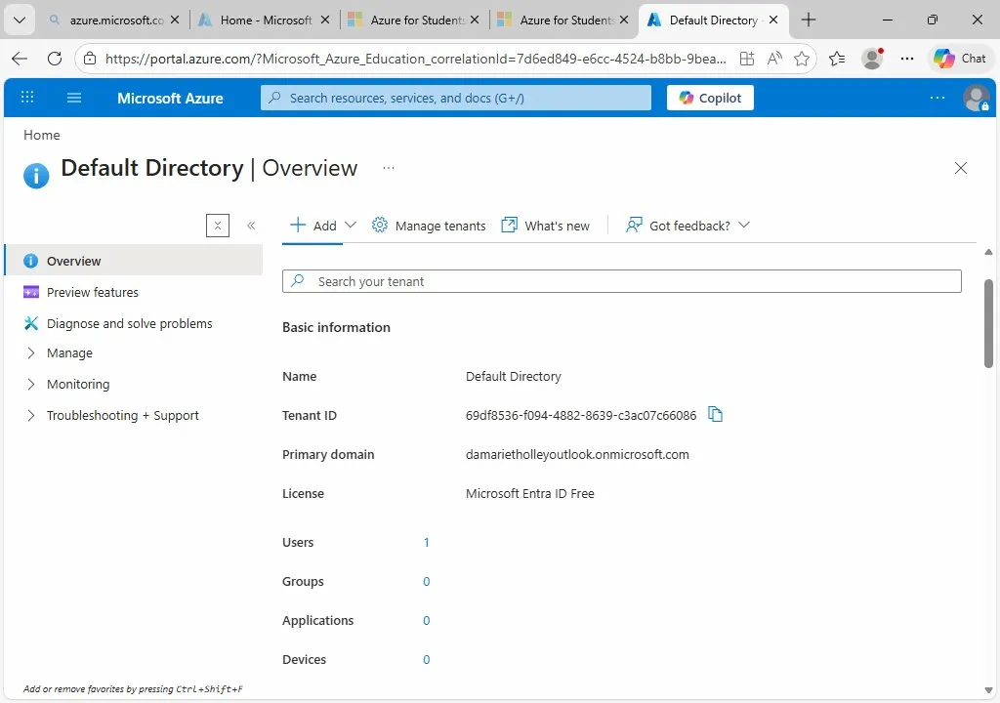 azure.microsoft.co
Home - Microsoft
Azure for Students
Azure for Students
Default Directory -
https://portal.azure.com/?Microsoft_Azure_Education_correlationId=7d6ed849-e6cc-4524-b8bb-9bea...
Chat
Microsoft Azure
Search resources, services, and docs (G+/)
Copilot
Home
Default Directory | Overview
Add
Manage tenants
What's new
Got feedback?
Overview
Preview features
Diagnose and solve problems
Manage
Monitoring
Troubleshooting + Support
Search your tenant
Basic information
Name Default Directory
Tenant ID 69df8536-f094-4882-8639-c3ac07c66086
Primary domain damarietholleyoutlook.onmicrosoft.com
License Microsoft Entra ID Free
Users 1
Groups 0
Applications 0
Devices 0
Add or remove favorites by pressing Ctrl+Shift+F